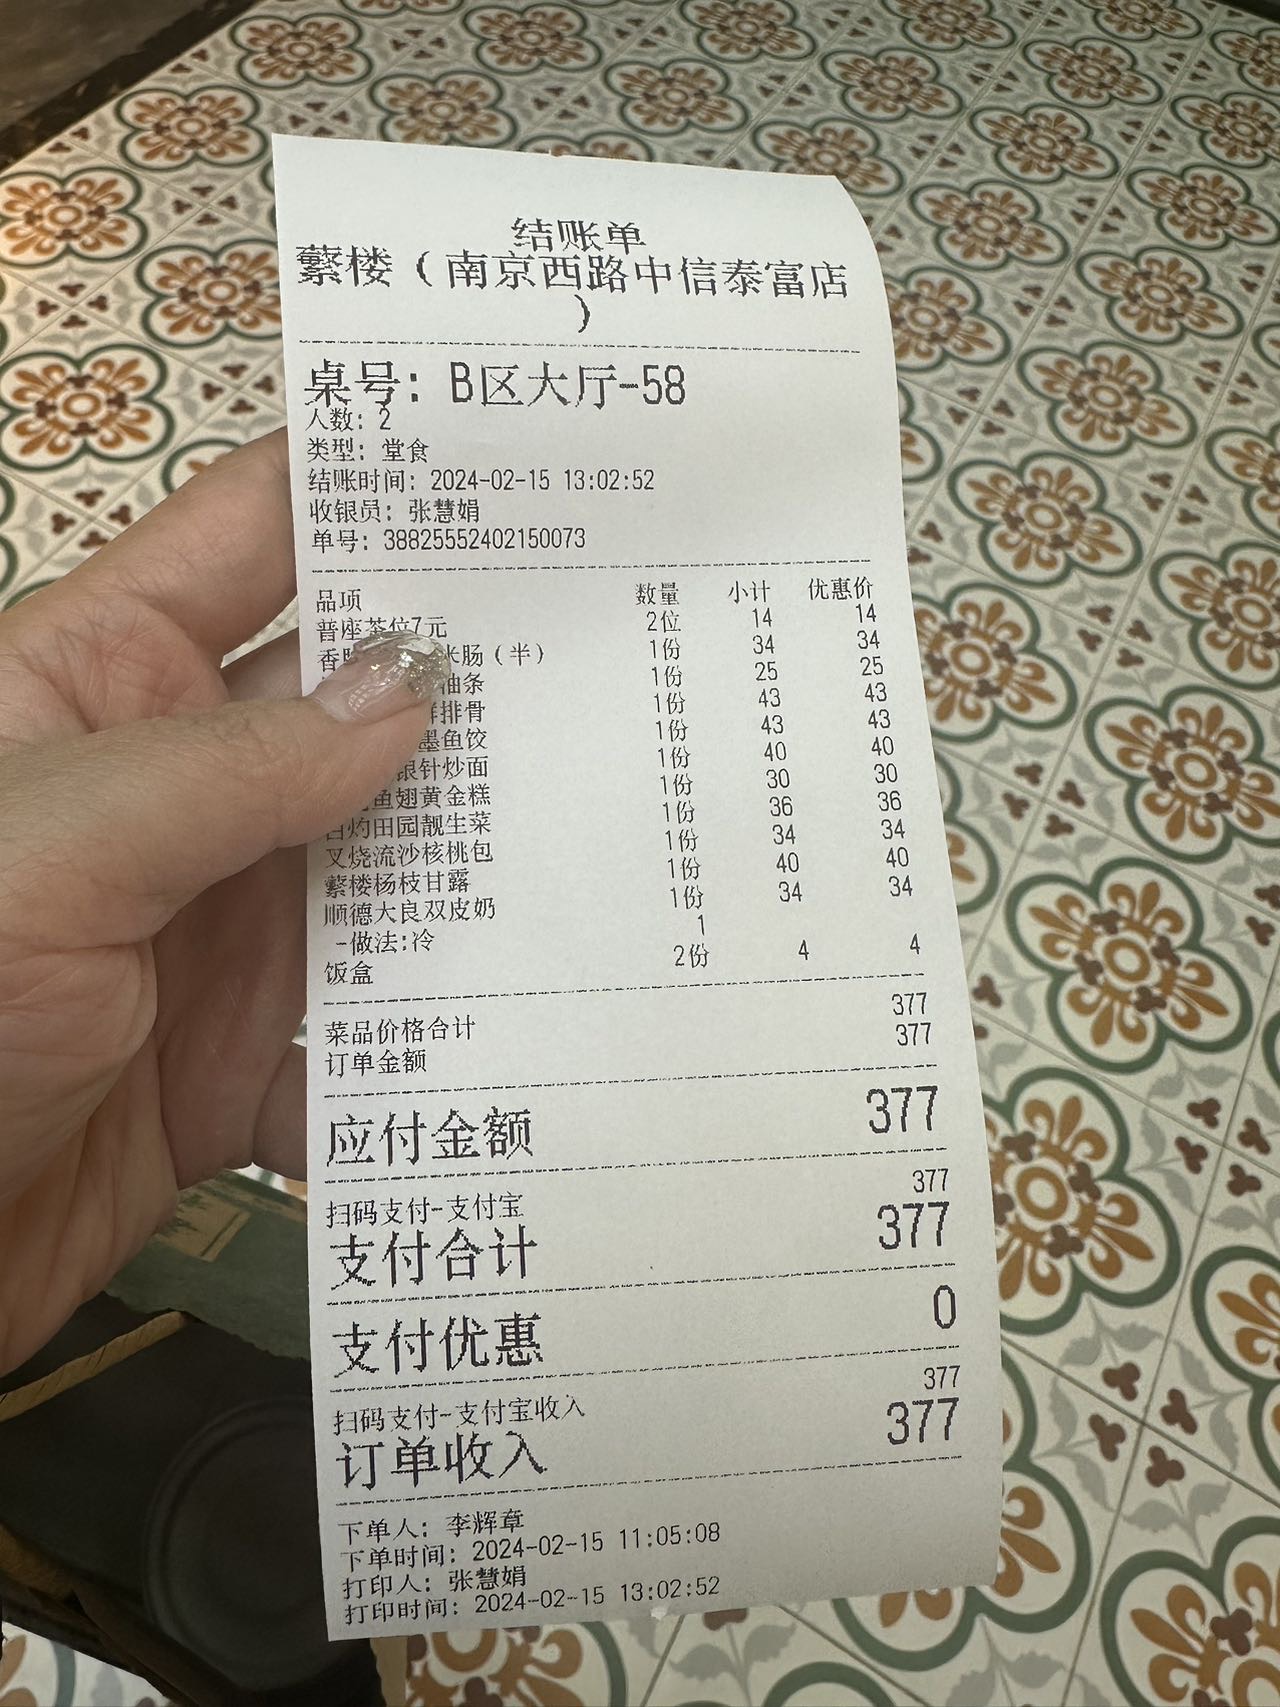 结账单
蘩楼（南京西路中信泰富店
）
桌号: B区大厅-58
人数: 2
类型: 堂食
结账时间: 2024-02-15 13:02:52
收银员: 张慧娟
单号: 38825552402150073
品项 数量 小计 优惠价
普座茶位7元 2位 14 14
香 米肠（半） 1份 34 34
油条 1份 25 25
排骨 1份 43 43
墨鱼饺 1份 43 43
银针炒面 1份 40 40
鱼翅黄金糕 1份 30 30
白灼田园靓生菜 1份 36 36
叉烧流沙核桃包 1份 34 34
蘩楼杨枝甘露 1份 40 40
顺德大良双皮奶 1份 34 34
-做法:冷 1
饭盒 2份 4 4
菜品价格合计 377
订单金额 377
应付金额 377
扫码支付-支付宝 377
支付合计 377
支付优惠 0
扫码支付-支付宝收入 377
订单收入 377
下单人: 李辉章
下单时间: 2024-02-15 11:05:08
打印人: 张慧娟
打印时间: 2024-02-15 13:02:52